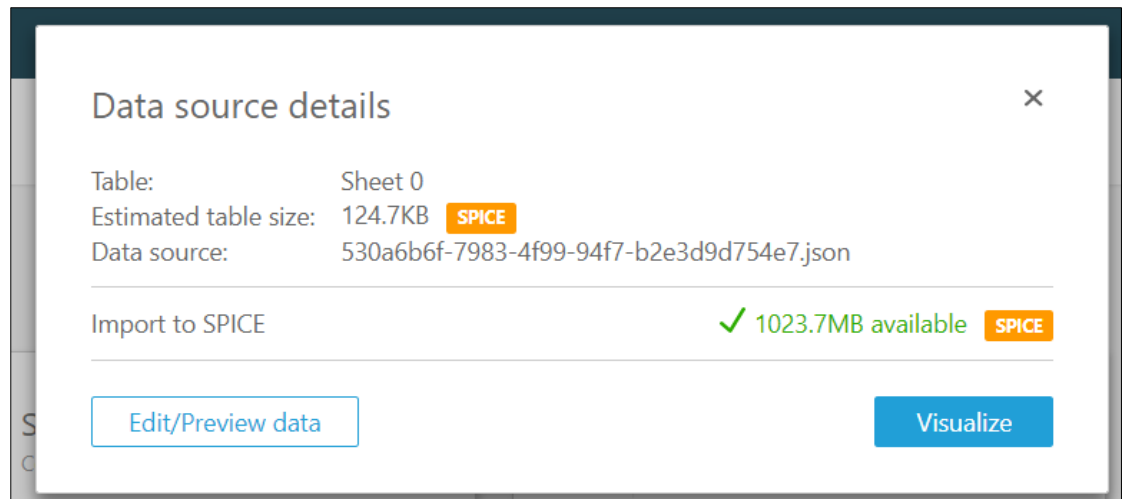 Data source details
Table: Sheet 0
Estimated table size: 124.7KB SPICE
Data source: 530a6b6f-7983-4f99-94f7-b2e3d9d754e7.json
Import to SPICE 1023.7MB available SPICE
Edit/Preview data Visualize